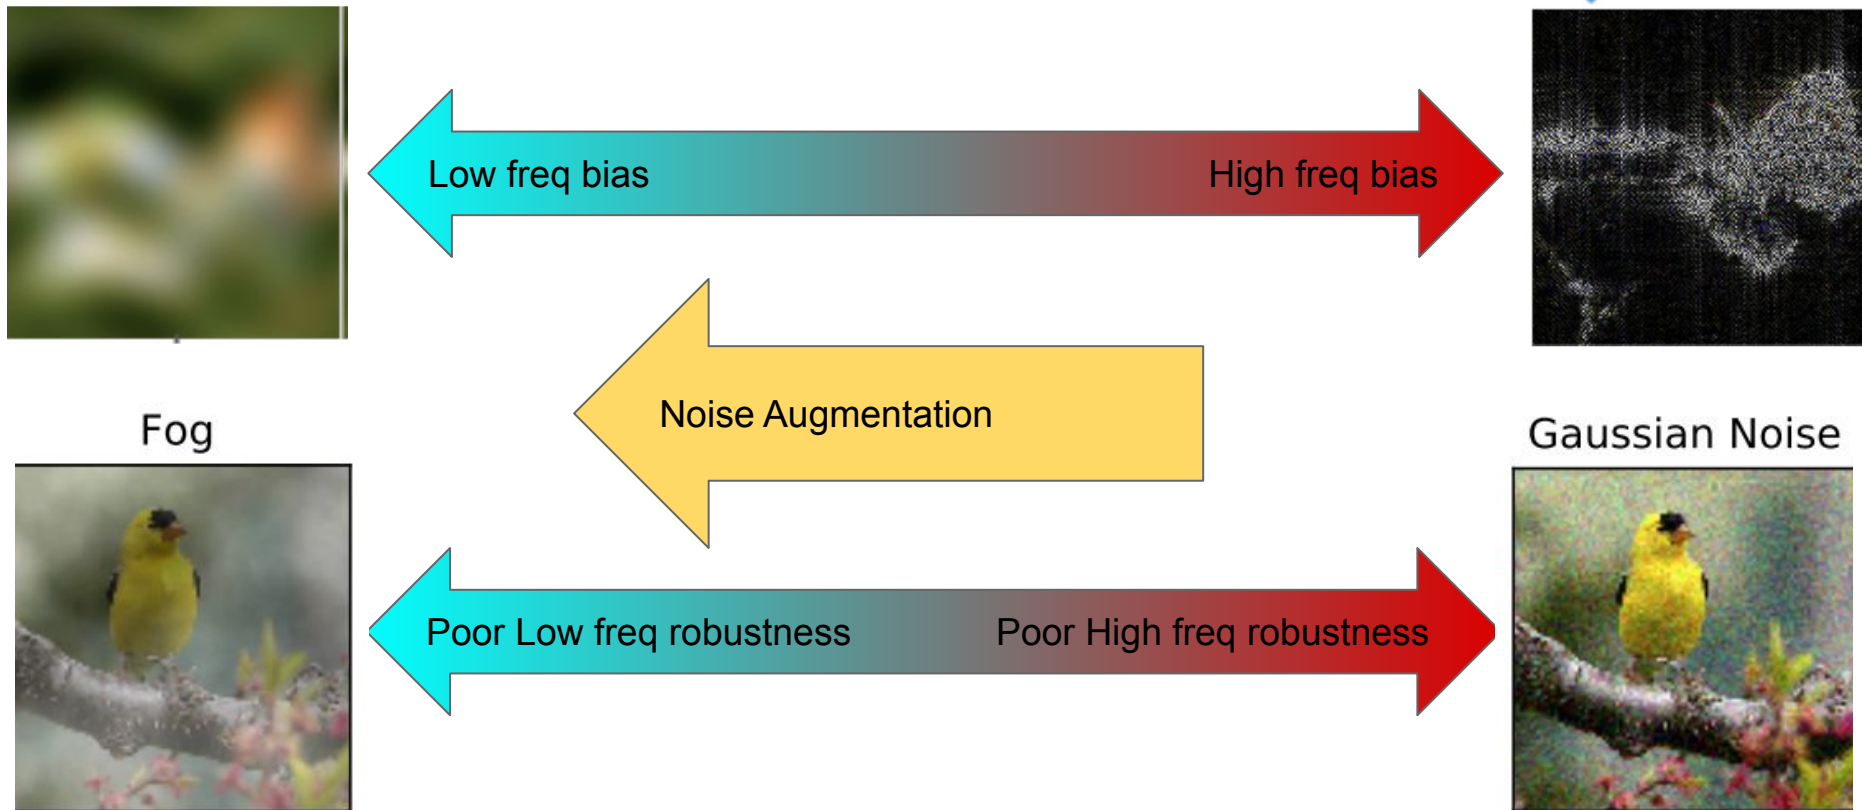 Low freq bias
High freq bias
Noise Augmentation
Fog
Gaussian Noise
Poor Low freq robustness
Poor High freq robustness